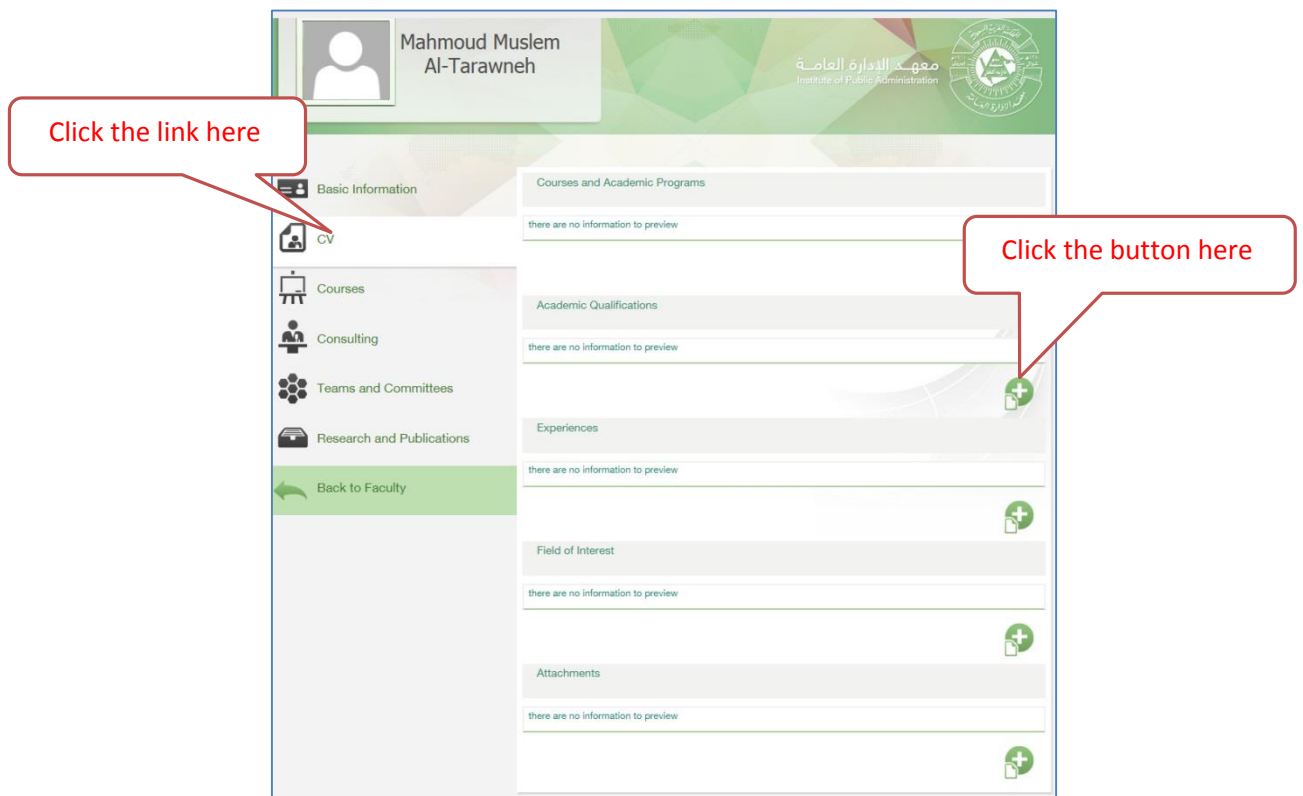 Mahmoud Muslem
Al-Tarawneh
معهـد الادارة العامـة
Institute of Public Administration
Click the link here
Basic Information
CV
Courses
Consulting
Teams and Committees
Research and Publications
Back to Faculty
Courses and Academic Programs
there are no information to preview
Click the button here
Academic Qualifications
there are no information to preview
Experiences
there are no information to preview
Field of Interest
there are no information to preview
Attachments
there are no information to preview